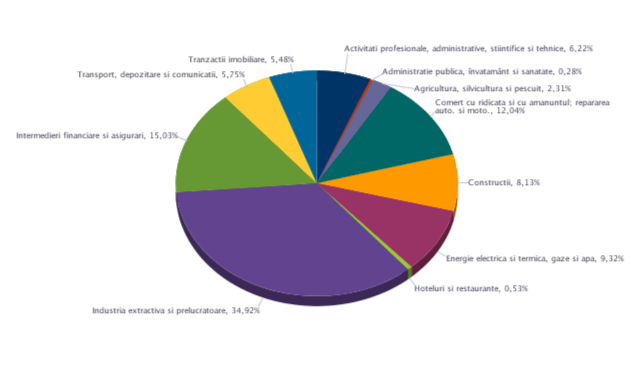 Activitati profesionale, administrative, stiintifice si tehnice, 6,22%
Tranzactii imobiliare, 5,48%
Administratie publica, învatamânt si sanatate, 0,28%
Transport, depozitare si comunicatii, 5,75%
Agricultura, silvicultura si pescuit, 2,31%
Comert cu ridicata si cu amanuntul; repararea
auto. si moto., 12,04%
Intermedieri financiare si asigurari, 15,03%
Constructii, 8,13%
Energie electrica si termica, gaze si apa, 9,32%
Hoteluri si restaurante, 0,53%
Industria extractiva si prelucratoare, 34,92%